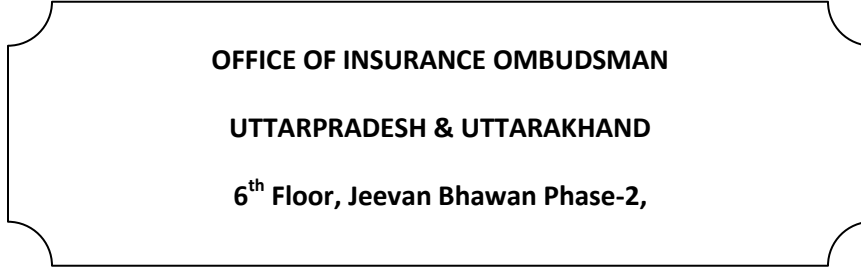 OFFICE OF INSURANCE OMBUDSMAN
UTTARPRADESH & UTTARAKHAND
6th Floor, Jeevan Bhawan Phase-2,